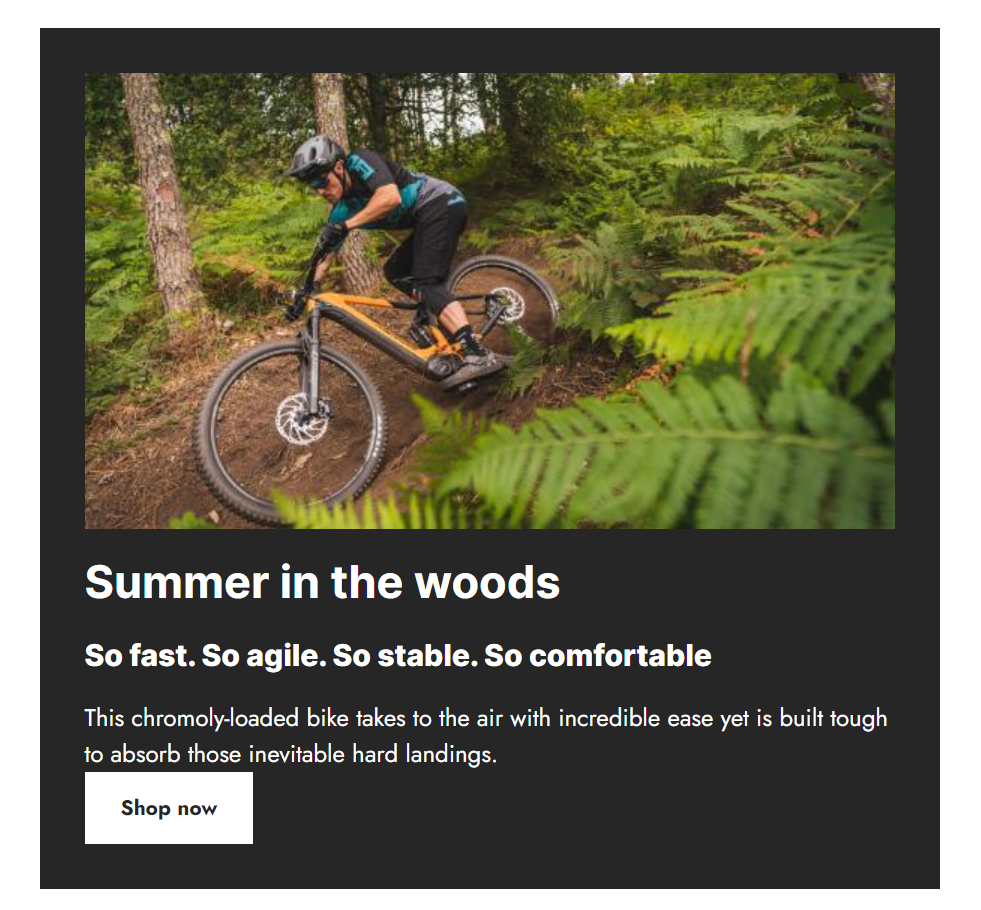 Summer in the woods
So fast. So agile. So stable. So comfortable
This chromoly-loaded bike takes to the air with incredible ease yet is built tough
to absorb those inevitable hard landings.
Shop now